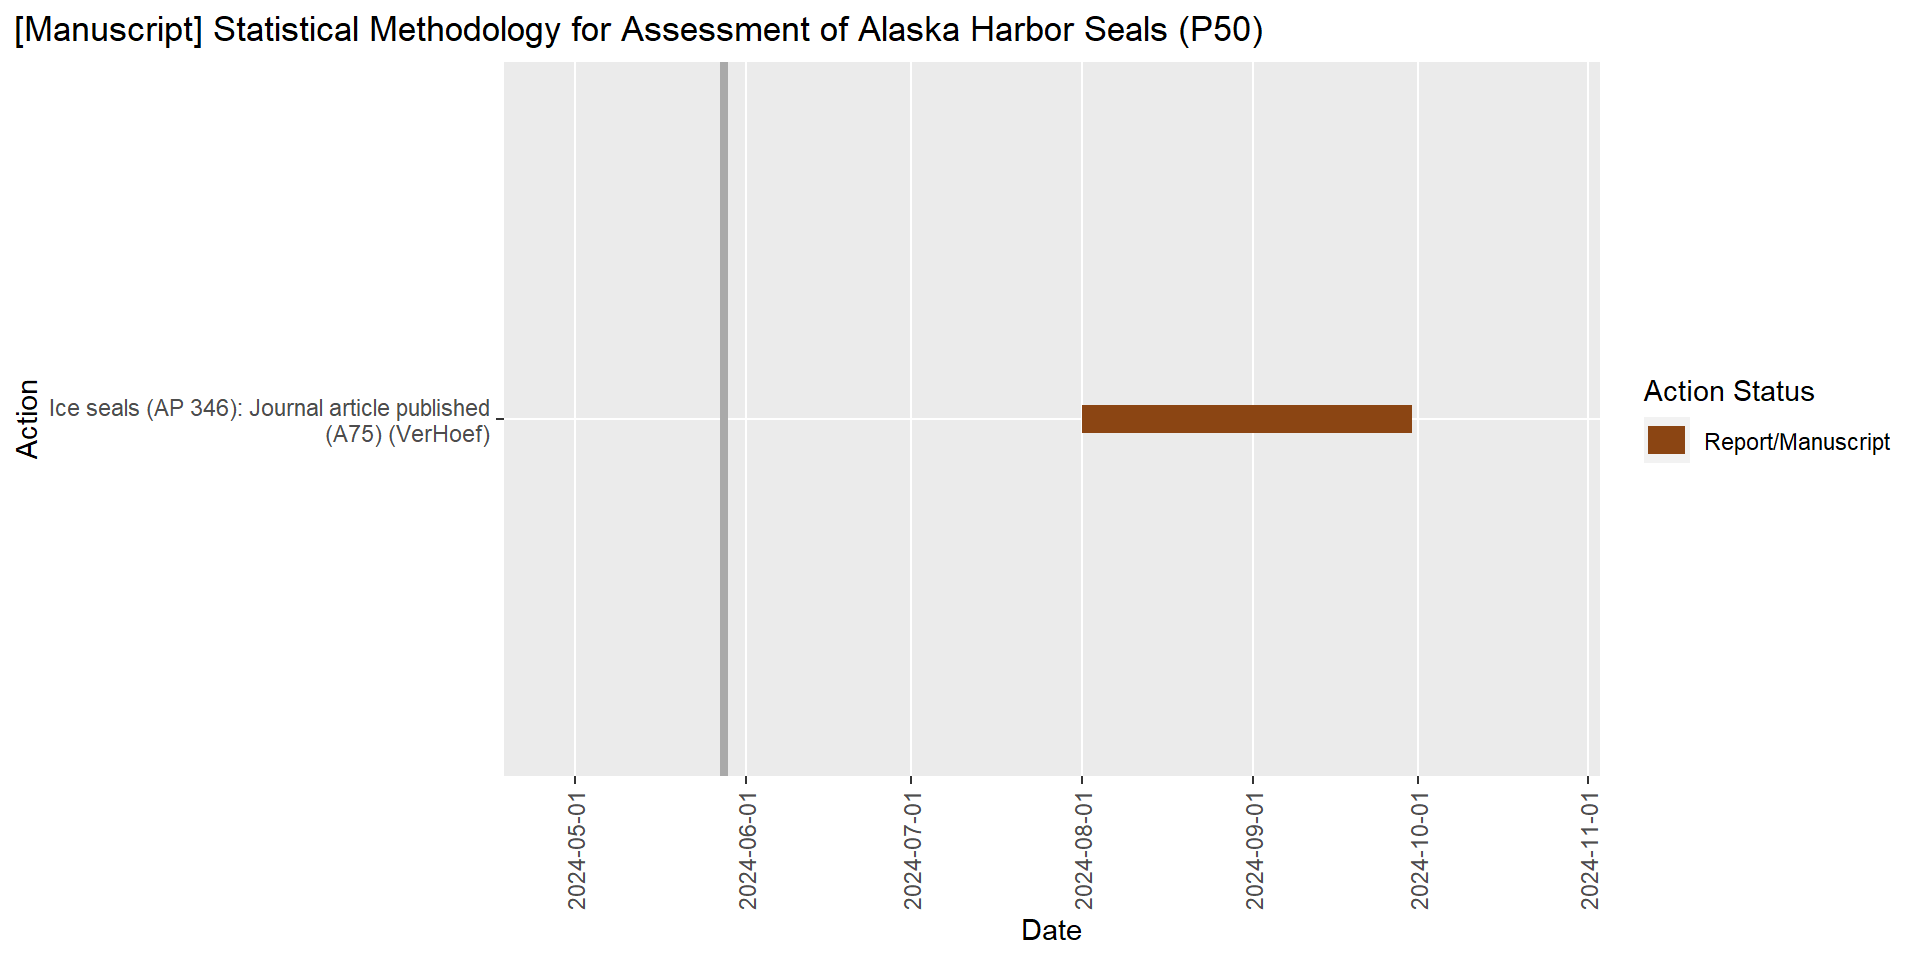 [Manuscript] Statistical Methodology for Assessment of Alaska Harbor Seals (P50)
Action
Ice seals (AP 346): Journal article published
(A75) (VerHoef)
Action Status
Report/Manuscript
2024-05-01
2024-06-01
2024-07-01
2024-08-01
2024-09-01
2024-10-01
2024-11-01
Date